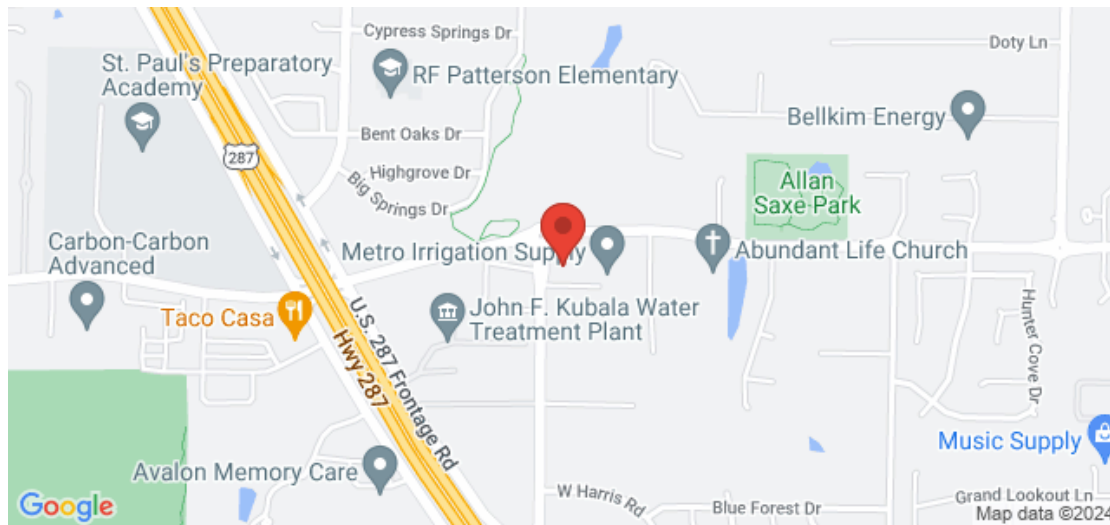 Cypress Springs Dr
Doty Ln
St. Paul's Preparatory
Academy
RF Patterson Elementary
Bellkim Energy
Bent Oaks Dr
287
Highgrove Dr
Big Springs Dr
Allan
Saxe Park
Carbon-Carbon
Advanced
Metro Irrigation Supply
Abundant Life Church
Taco Casa
John F. Kubala Water
Treatment Plant
U.S. 287 Frontage Rd
Hwy 287
Hunter Cove Dr
Music Supply
Avalon Memory Care
W Harris Rd
Blue Forest Dr
Grand Lookout Ln
Google
Map data ©2024